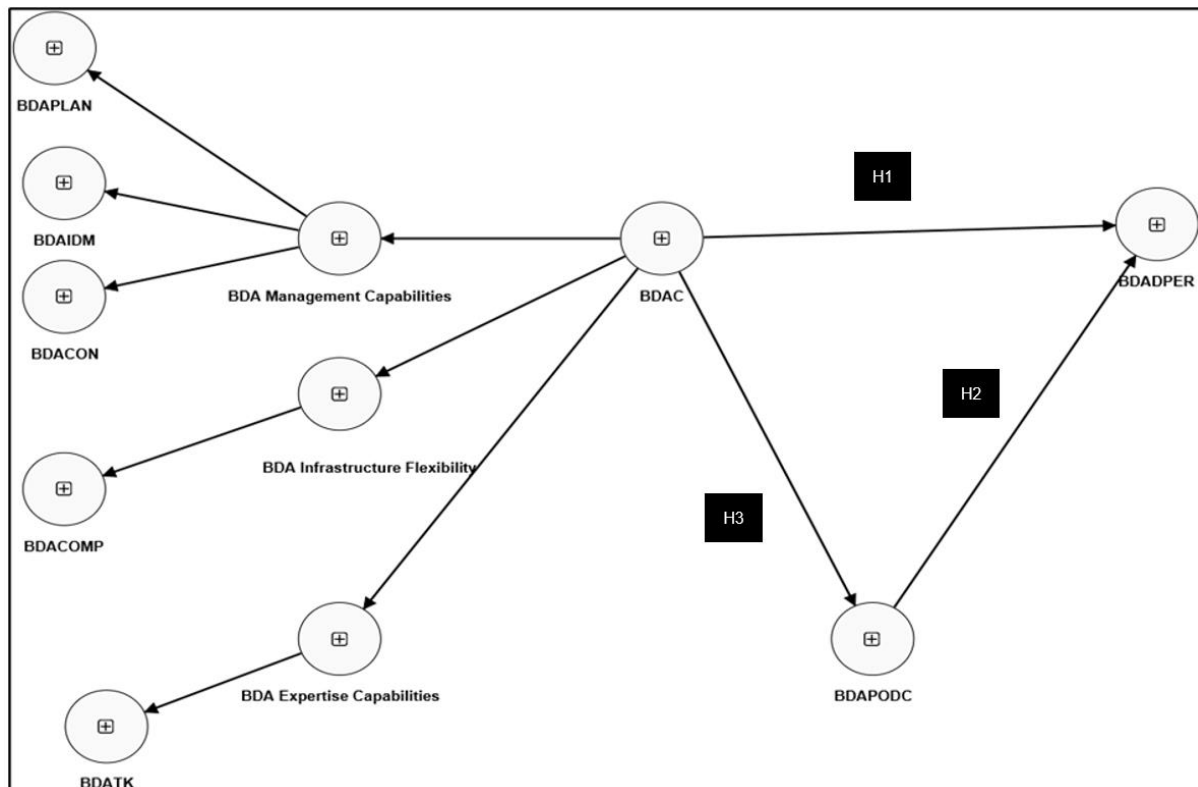 BDAPLAN
BDAIDM
BDACON
BDA Management Capabilities
BDAC
H1
BDADPER
H2
BDA Infrastructure Flexibility
BDACOMP
H3
BDA Expertise Capabilities
BDAPODC
BDATK